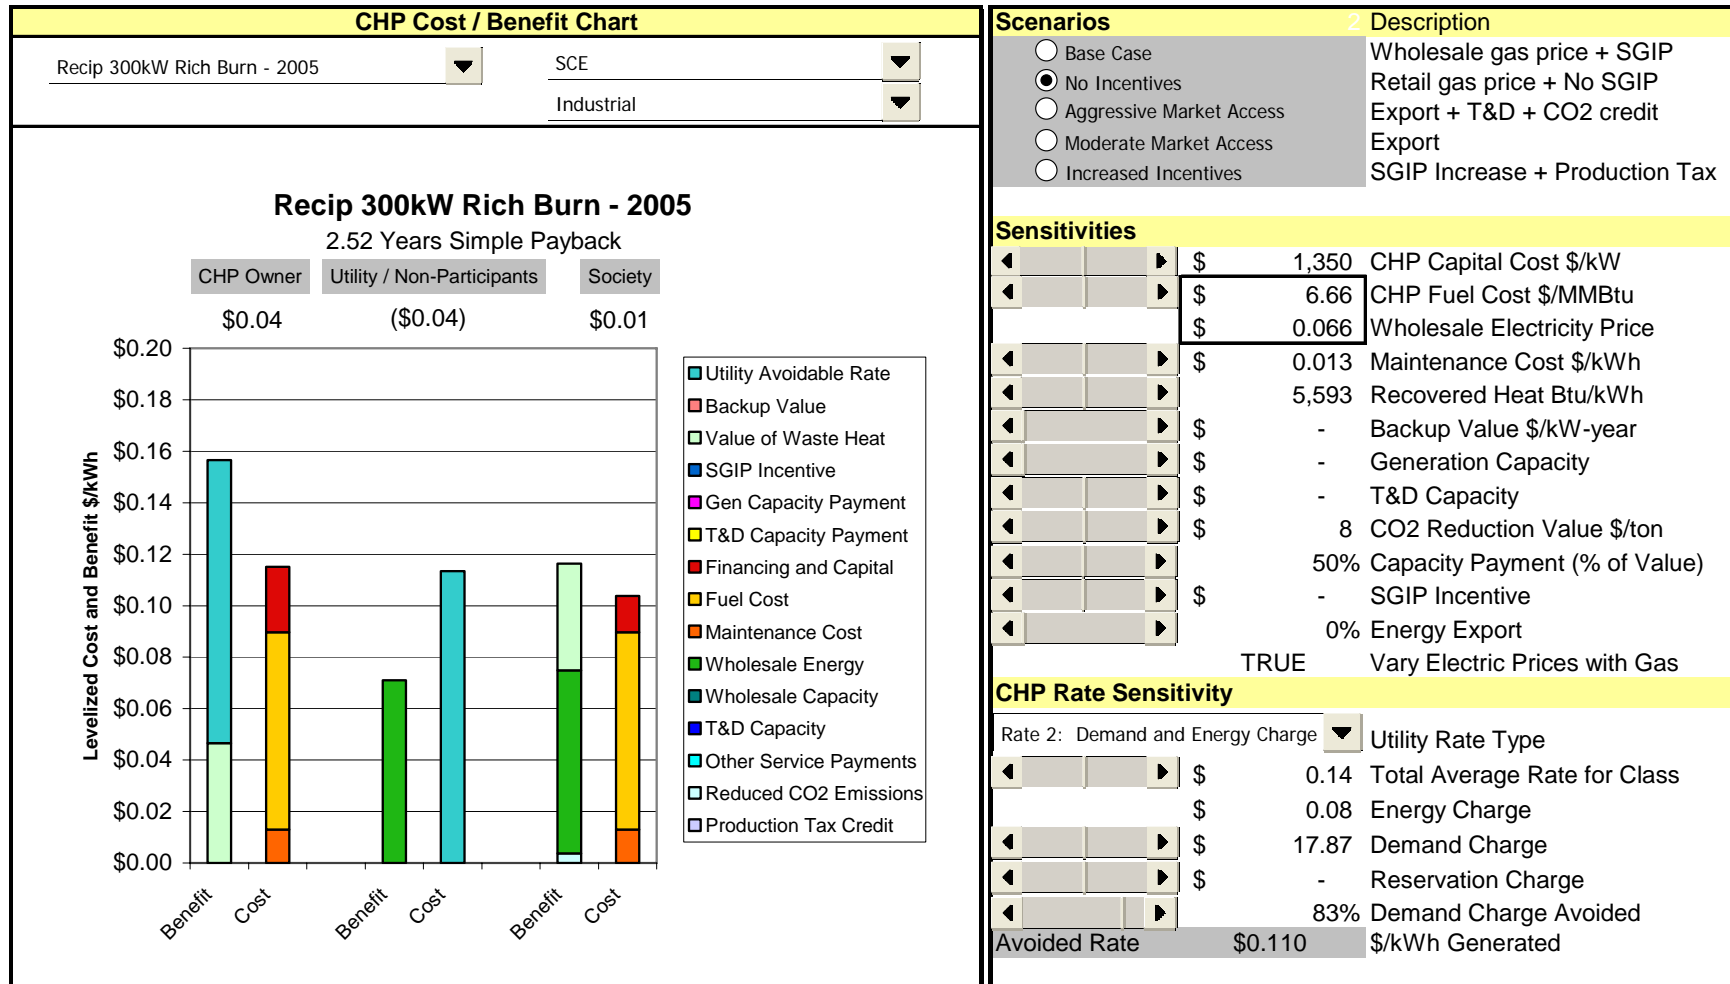 CHP Cost / Benefit Chart
Recip 300kW Rich Burn - 2005
SCE
Industrial
Recip 300kW Rich Burn - 2005
2.52 Years Simple Payback
CHP Owner Utility / Non-Participants Society
$0.04 ($0.04) $0.01
Levelized Cost and Benefit $/kWh
$0.20
$0.18
$0.16
$0.14
$0.12
$0.10
$0.08
$0.06
$0.04
$0.02
$0.00
Benefit Cost Benefit Cost Benefit Cost
Utility Avoidable Rate
Backup Value
Value of Waste Heat
SGIP Incentive
Gen Capacity Payment
T&D Capacity Payment
Financing and Capital
Fuel Cost
Maintenance Cost
Wholesale Energy
Wholesale Capacity
T&D Capacity
Other Service Payments
Reduced CO2 Emissions
Production Tax Credit
Scenarios 2 Description
Base Case Wholesale gas price + SGIP
No Incentives Retail gas price + No SGIP
Aggressive Market Access Export + T&D + CO2 credit
Moderate Market Access Export
Increased Incentives SGIP Increase + Production Tax
Sensitivities
$ 1,350 CHP Capital Cost $/kW
$ 6.66 CHP Fuel Cost $/MMBtu
$ 0.066 Wholesale Electricity Price
$ 0.013 Maintenance Cost $/kWh
5,593 Recovered Heat Btu/kWh
$ - Backup Value $/kW-year
$ - Generation Capacity
$ - T&D Capacity
$ 8 CO2 Reduction Value $/ton
50% Capacity Payment (% of Value)
$ - SGIP Incentive
0% Energy Export
TRUE Vary Electric Prices with Gas
CHP Rate Sensitivity
Rate 2: Demand and Energy Charge Utility Rate Type
$ 0.14 Total Average Rate for Class
$ 0.08 Energy Charge
$ 17.87 Demand Charge
$ - Reservation Charge
83% Demand Charge Avoided
Avoided Rate $0.110 $/kWh Generated